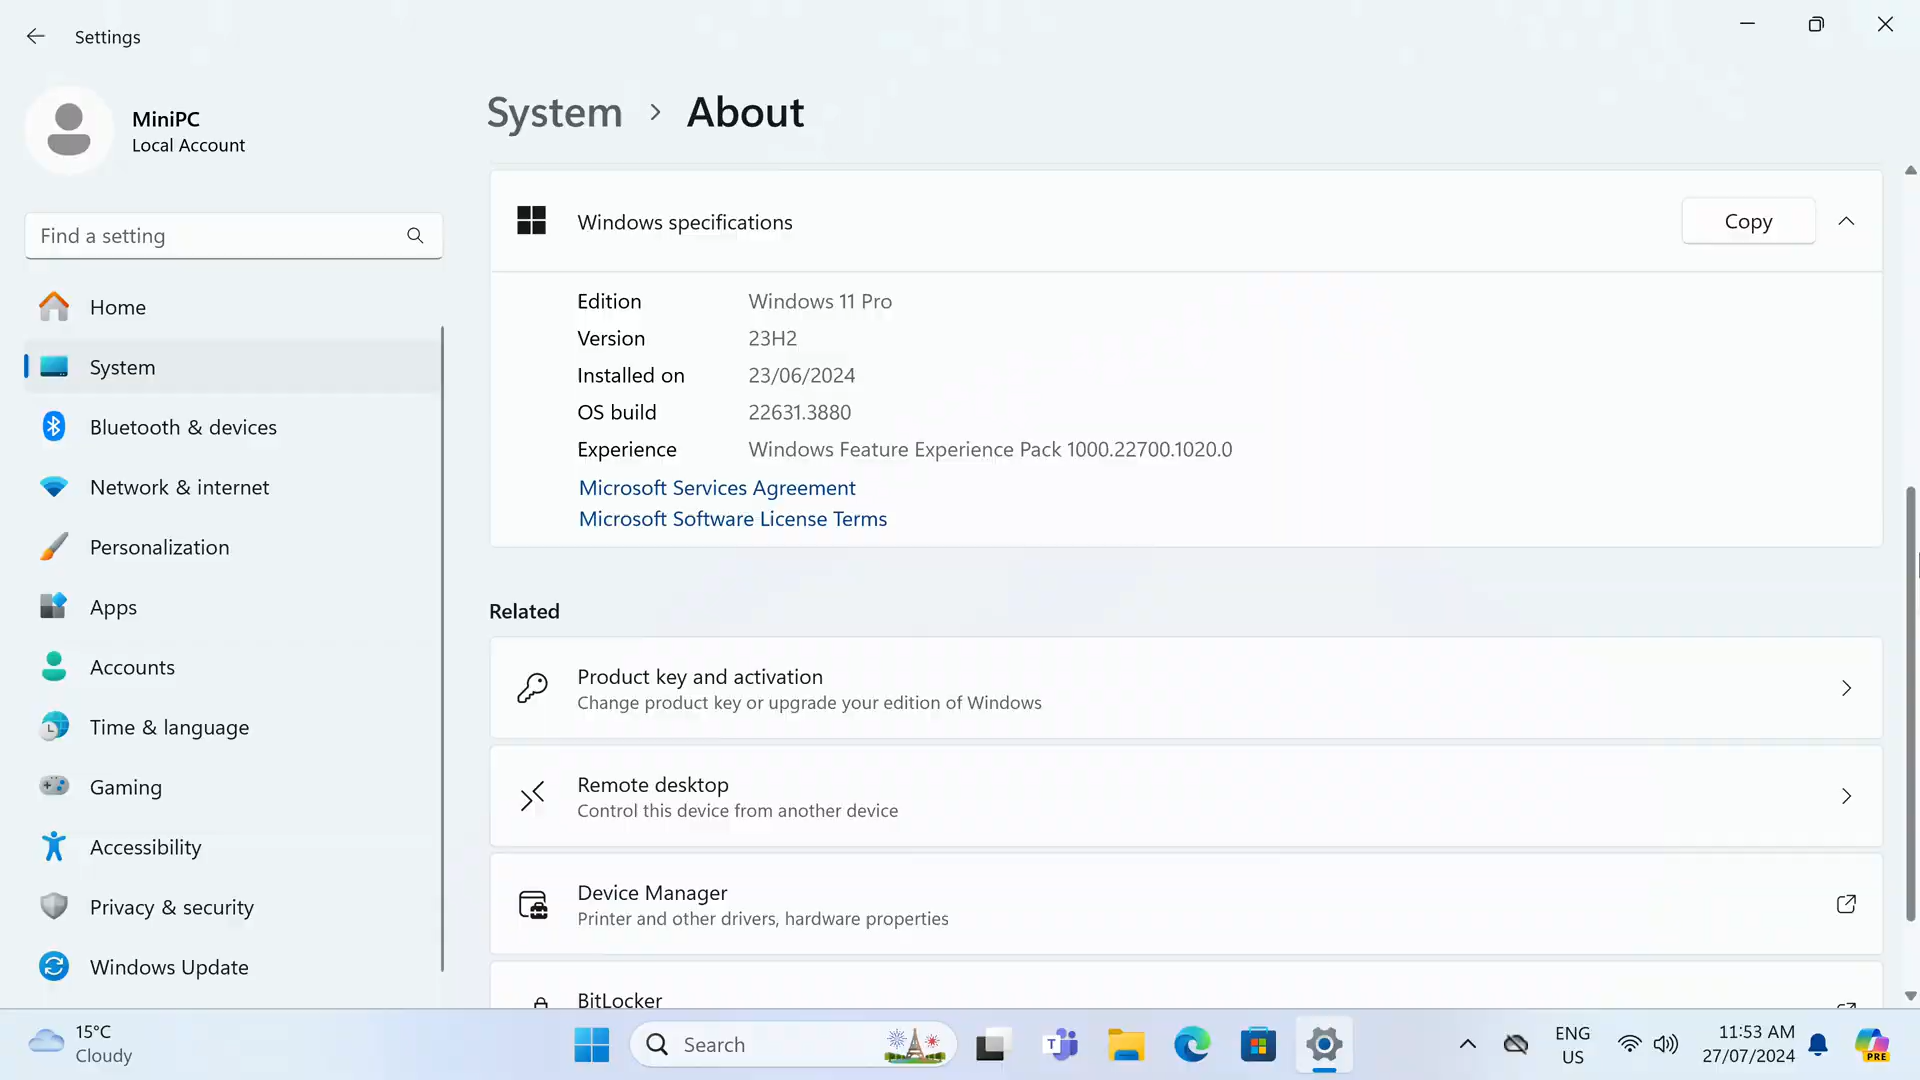 Settings
MiniPC
Local Account
Find a setting
Home
System
Bluetooth & devices
Network & internet
Personalization
Apps
Accounts
Time & language
Gaming
Accessibility
Privacy & security
Windows Update
System > About
Windows specifications
Copy
Edition Windows 11 Pro
Version 23H2
Installed on 23/06/2024
OS build 22631.3880
Experience Windows Feature Experience Pack 1000.22700.1020.0
Microsoft Services Agreement
Microsoft Software License Terms
Related
Product key and activation
Change product key or upgrade your edition of Windows
Remote desktop
Control this device from another device
Device Manager
Printer and other drivers, hardware properties
BitLocker
15°C
Cloudy
Search
T
ENG
US
11:53 AM
27/07/2024
PRE